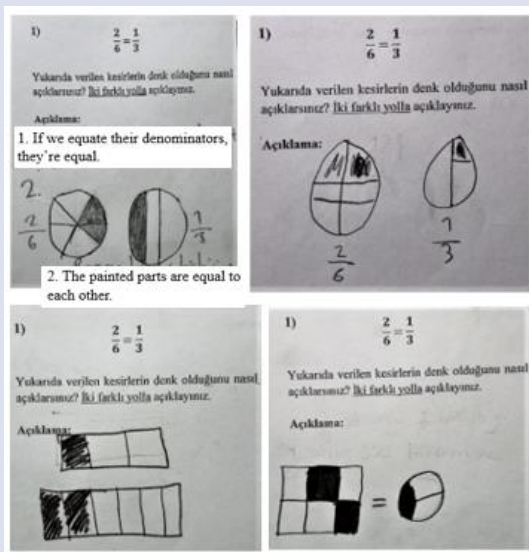 1)
2/6 = 1/3
Yukarıda verilen kesirlerin denk olduğunu nasıl
açıklarsınız? İki farklı yolla açıklayınız.
Açıklama:
1. If we equate their denominators,
they're equal.
2.
2/6
1/3
2. The painted parts are equal to
each other.
1)
2/6 = 1/3
Yukarıda verilen kesirlerin denk olduğunu nasıl
açıklarsınız? İki farklı yolla açıklayınız.
Açıklama:
2/6
1/3
1)
2/6 = 1/3
Yukarıda verilen kesirlerin denk olduğunu nasıl
açıklarsınız? İki farklı yolla açıklayınız.
Açıklama:
1)
2/6 = 1/3
Yukarıda verilen kesirlerin denk olduğunu nasıl
açıklarsınız? İki farklı yolla açıklayınız.
Açıklama:
=